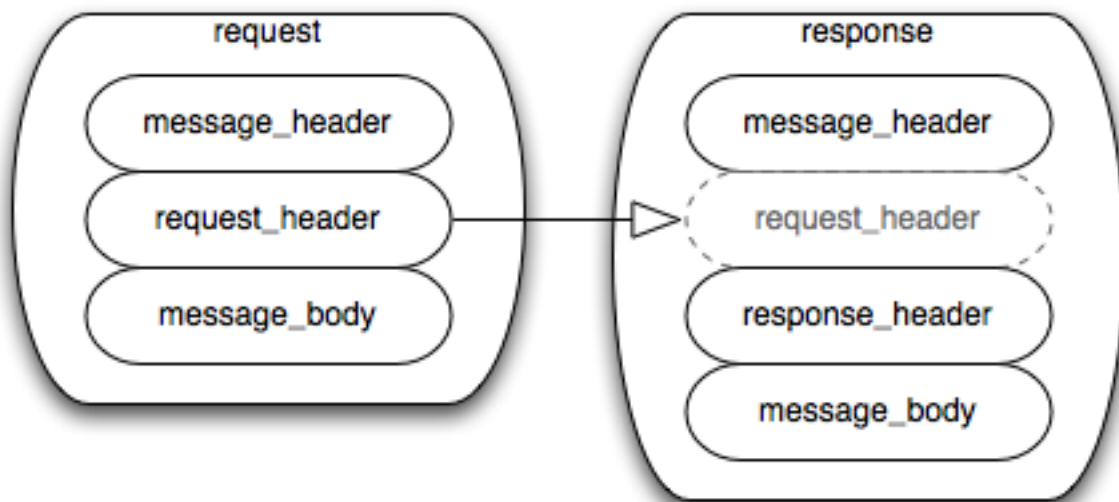 request
message_header
request_header
message_body
response
message_header
request_header
response_header
message_body